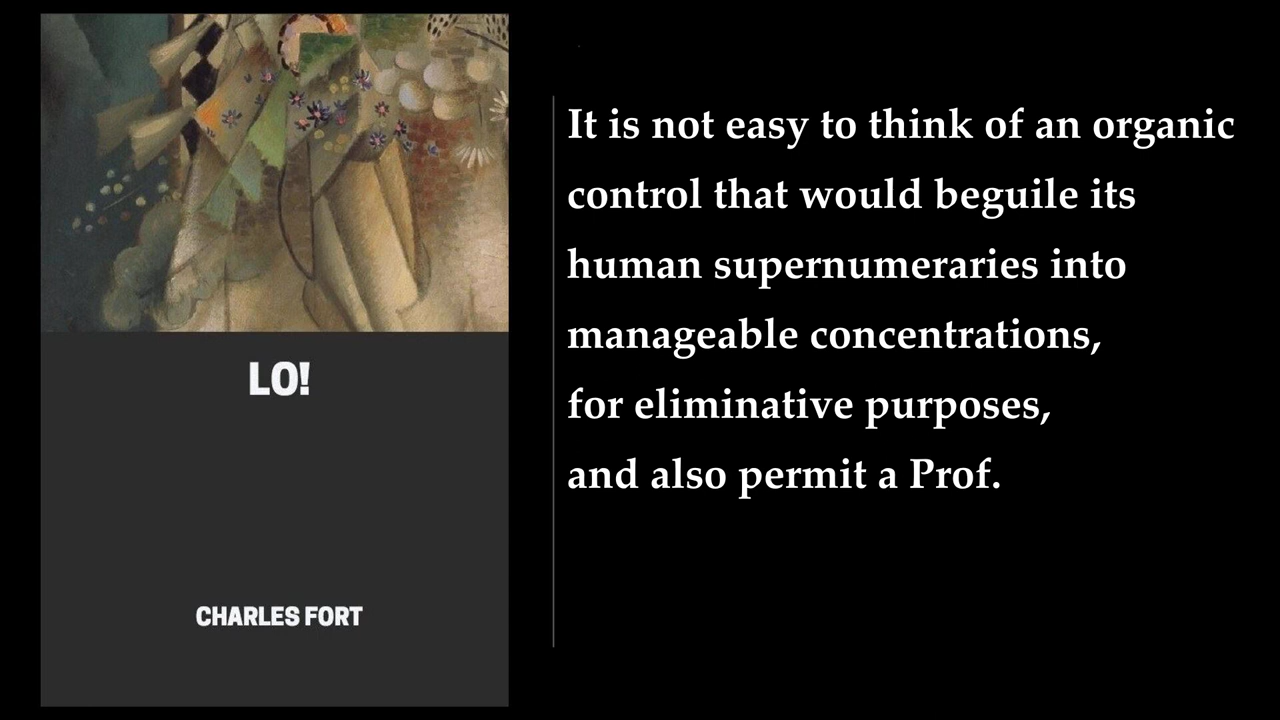 LO!
CHARLES FORT
It is not easy to think of an organic
control that would beguile its
human supernumeraries into
manageable concentrations,
for eliminative purposes,
and also permit a Prof.